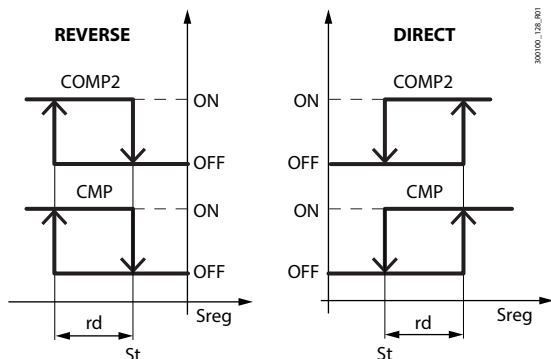 REVERSE
COMP2
ON
OFF
CMP
ON
OFF
rd
Sreg
St
DIRECT
COMP2
ON
OFF
CMP
ON
OFF
rd
Sreg
St
300100_128_R01